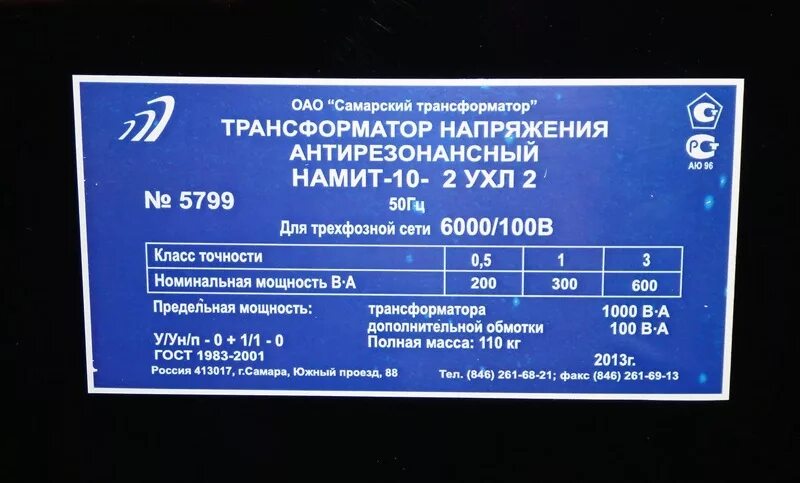 ОАО "Самарский трансформатор"
ТРАНСФОРМАТОР НАПРЯЖЕНИЯ
АНТИРЕЗОНАНСНЫЙ
НАМИТ-10- 2 УХЛ 2
АЮ 96
№ 5799
50Гц
Для трехфозной сети 6000/100В
Класс точности 0,5 1 3
Номинальная мощность В·А 200 300 600
Предельная мощность: трансформатора 1000 В·А
дополнительной обмотки 100 В·А
У/Ун/п - 0 + 1/1 - 0 Полная масса: 110 кг
ГОСТ 1983-2001 2013г.
Россия 413017, г.Самара, Южный проезд, 88 Тел. (846) 261-68-21; факс (846) 261-69-13